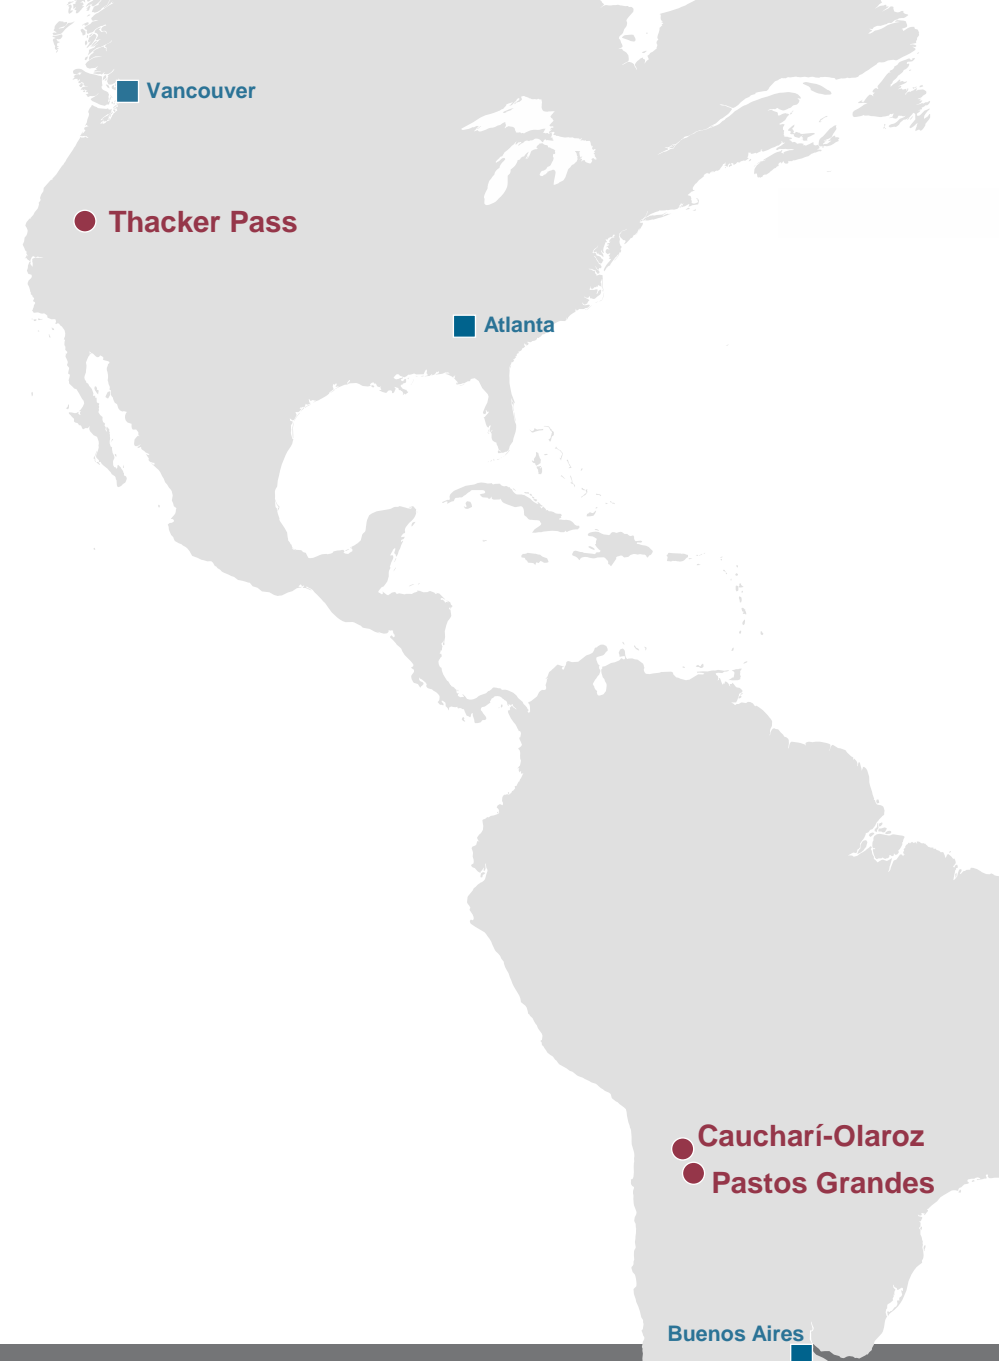 Vancouver
Thacker Pass
Atlanta
Cauchari-Olaroz
Pastos Grandes
Buenos Aires